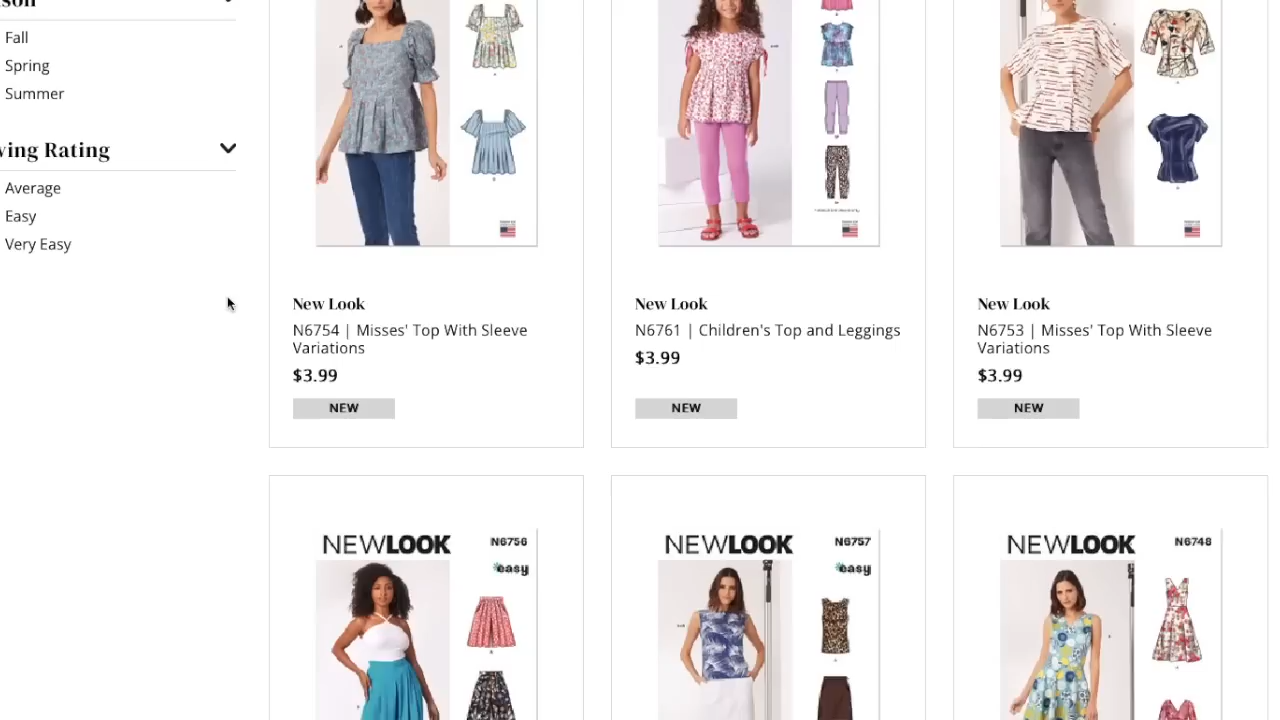 Fall
Spring
Summer
ving Rating
Average
Easy
Very Easy
New Look
N6754 | Misses' Top With Sleeve
Variations
$3.99
NEW
New Look
N6761 | Children's Top and Leggings
$3.99
NEW
New Look
N6753 | Misses' Top With Sleeve
Variations
$3.99
NEW
NEWLOOK
N6756
easy
NEWLOOK
N6757
easy
NEWLOOK
N6748